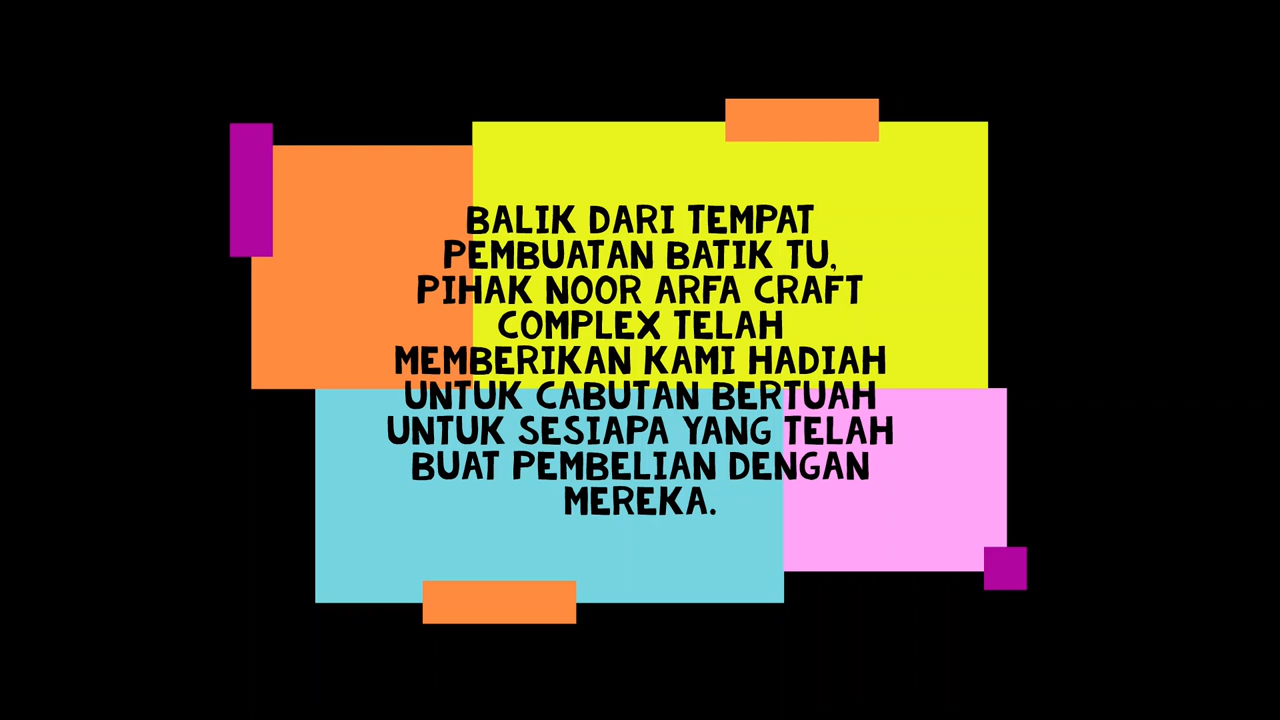 BALIK DARI TEMPAT
PEMBUATAN BATIK TU,
PIHAK NOOR ARFA CRAFT
COMPLEX TELAH
MEMBERIKAN KAMI HADIAH
UNTUK CABUTAN BERTUAH
UNTUK SESIAPA YANG TELAH
BUAT PEMBELIAN DENGAN
MEREKA.